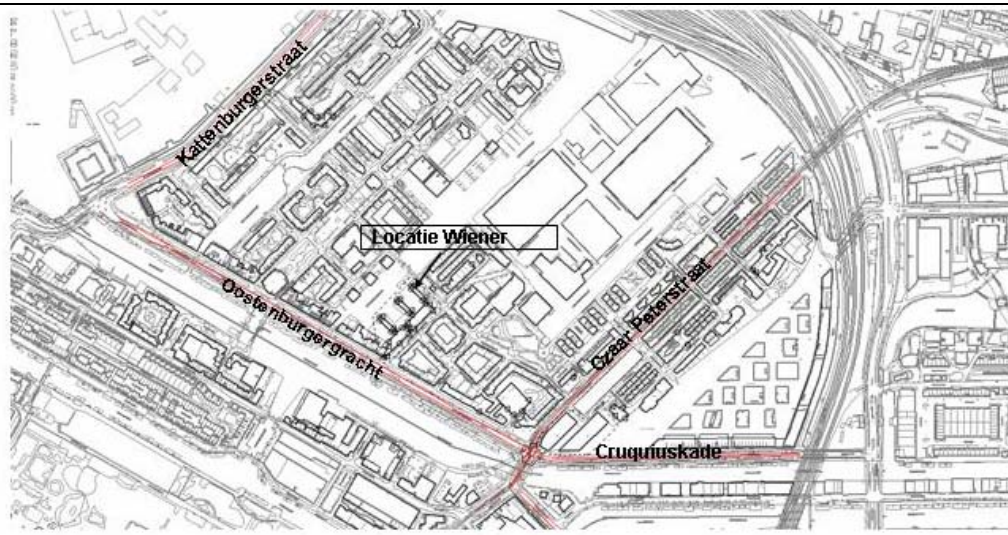 Kattenburgerstraat
Locatie Wiener
Oostenburgergracht
Czaar Peterstraat
Cruquiuskade